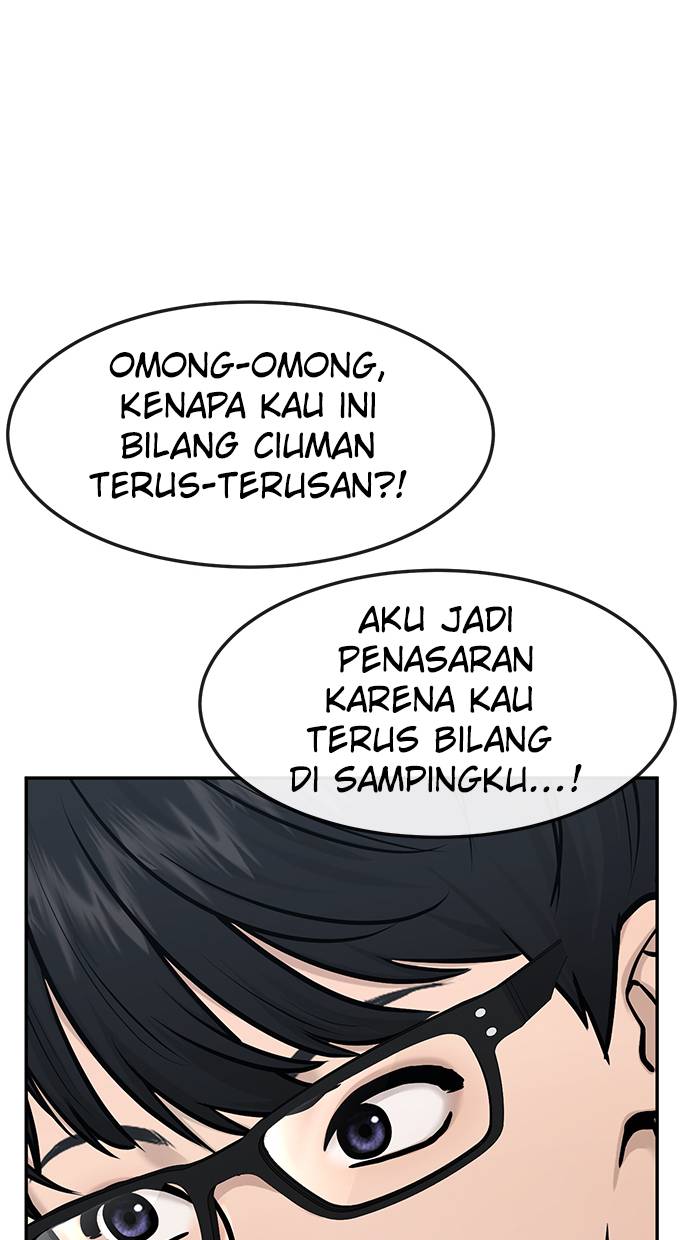 OMONG-OMONG,
KENAPA KAU INI
BILANG CIUMAN
TERUS-TERUSAN?!
AKU JADI
PENASARAN
KARENA KAU
TERUS BILANG
DI SAMPINGKU...!